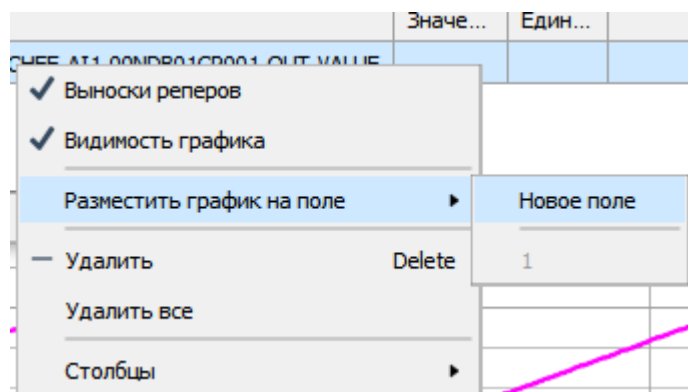 Значе... Един...
Выноски реперов
Видимость графика
Разместить график на поле
Новое поле
Удалить Delete
1
Удалить все
Столбцы